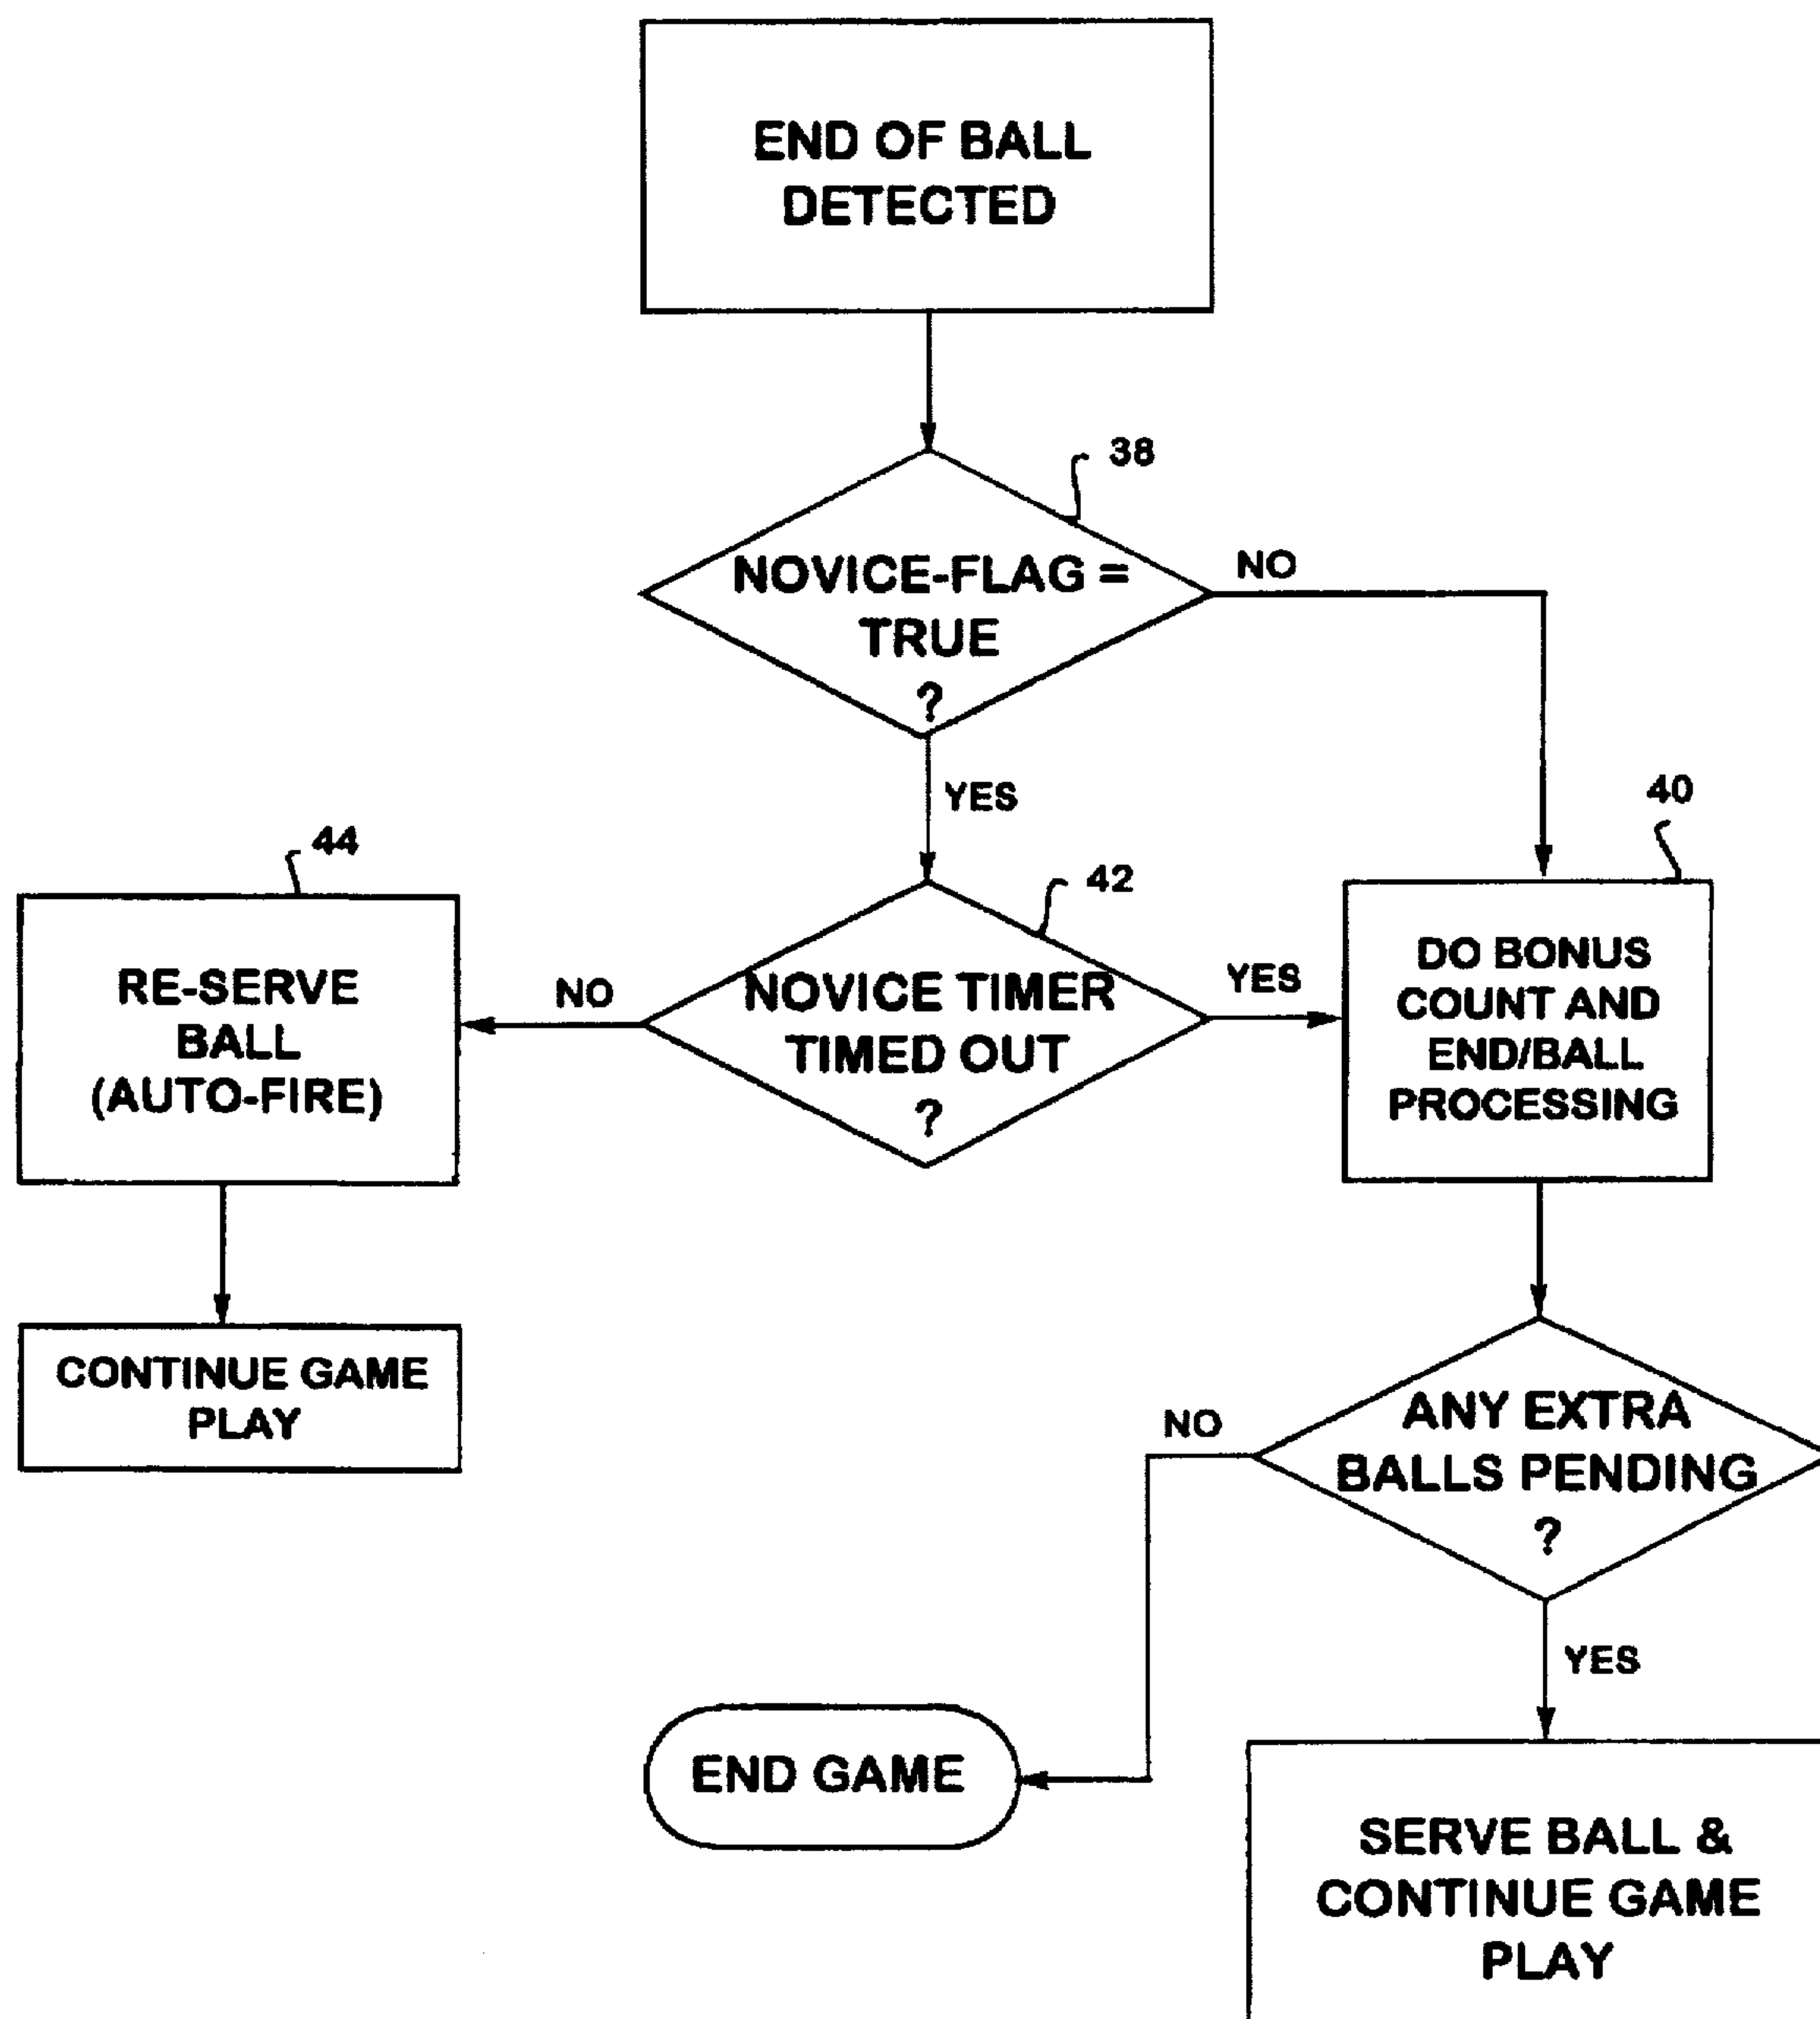 END OF BALL
DETECTED
38
NOVICE-FLAG =
TRUE
?
NO
YES
40
44
42
RE-SERVE
BALL
(AUTO-FIRE)
NO
NOVICE TIMER
TIMED OUT
?
YES
DO BONUS
COUNT AND
END/BALL
PROCESSING
CONTINUE GAME
PLAY
NO
ANY EXTRA
BALLS PENDING
?
YES
END GAME
SERVE BALL &
CONTINUE GAME
PLAY